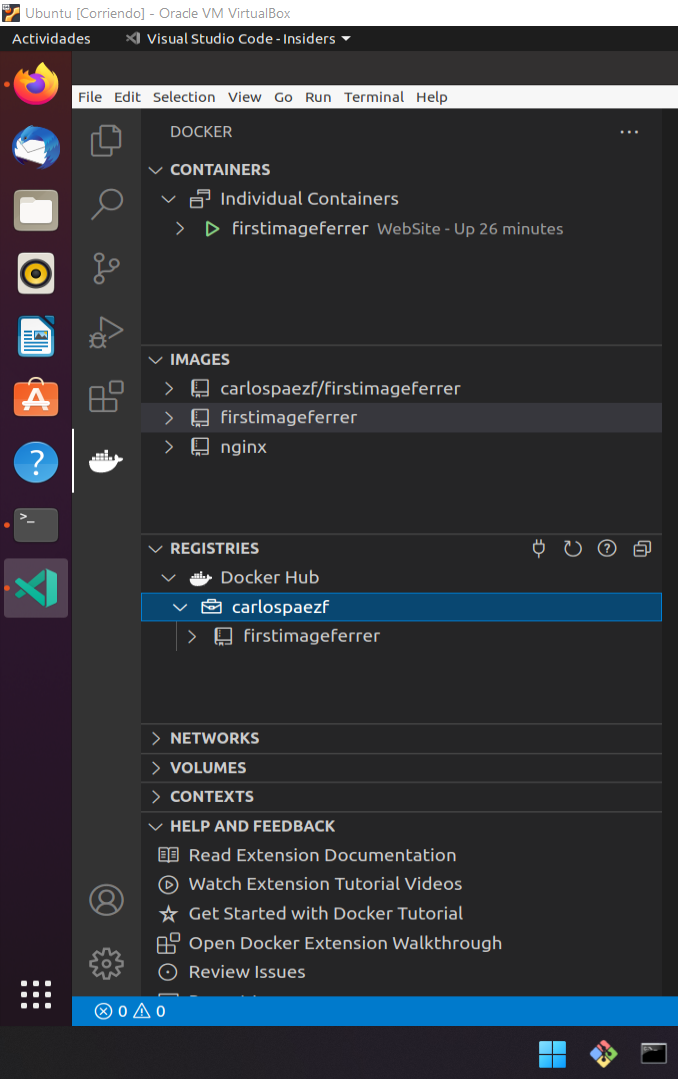 Ubuntu [Corriendo] - Oracle VM VirtualBox
Actividades Visual Studio Code - Insiders
File Edit Selection View Go Run Terminal Help
DOCKER
CONTAINERS
Individual Containers
firstimageferrer WebSite - Up 26 minutes
IMAGES
carlospaezf/firstimageferrer
firstimageferrer
nginx
REGISTRIES
Docker Hub
carlospaezf
firstimageferrer
NETWORKS
VOLUMES
CONTEXTS
HELP AND FEEDBACK
Read Extension Documentation
Watch Extension Tutorial Videos
Get Started with Docker Tutorial
Open Docker Extension Walkthrough
Review Issues
0 0